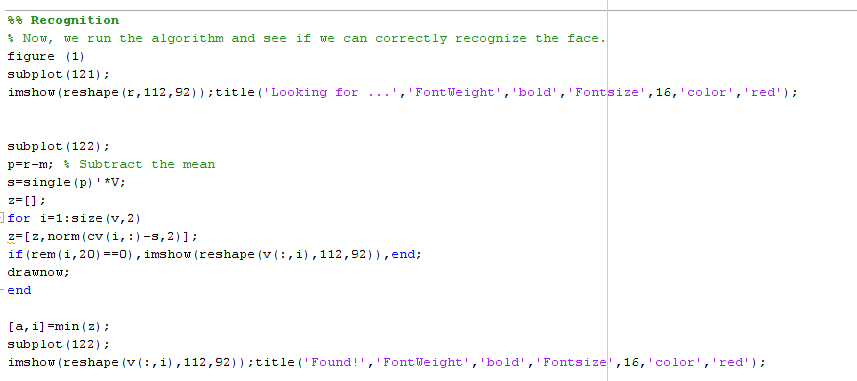 %% Recognition
% Now, we run the algorithm and see if we can correctly recognize the face.
figure (1)
subplot(121);
imshow(reshape(r,112,92));title('Looking for ...','FontWeight','bold','Fontsize',16,'color','red');
subplot(122);
p=r-m; % Subtract the mean
s=single(p)'*V;
z=[];
for i=1:size(v,2)
z=[z,norm(cv(i,:)-s,2)];
if(rem(i,20)==0),imshow(reshape(v(:,i),112,92)),end;
drawnow;
end
[a,i]=min(z);
subplot(122);
imshow(reshape(v(:,i),112,92));title('Found!','FontWeight','bold','Fontsize',16,'color','red');